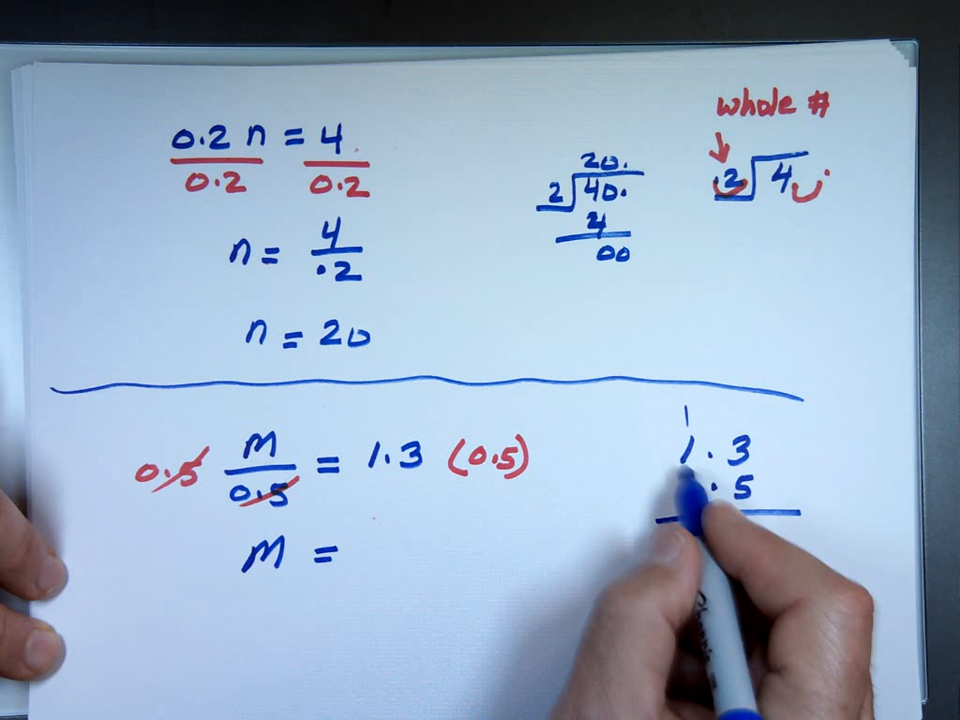 0.2 n = 4
0.2 0.2
n = 4
.2
n = 20
20.
2 40.
4
00
whole #
.2 4 .
0.5 m = 1.3 (0.5)
0.5
m =
1
1.3
.5